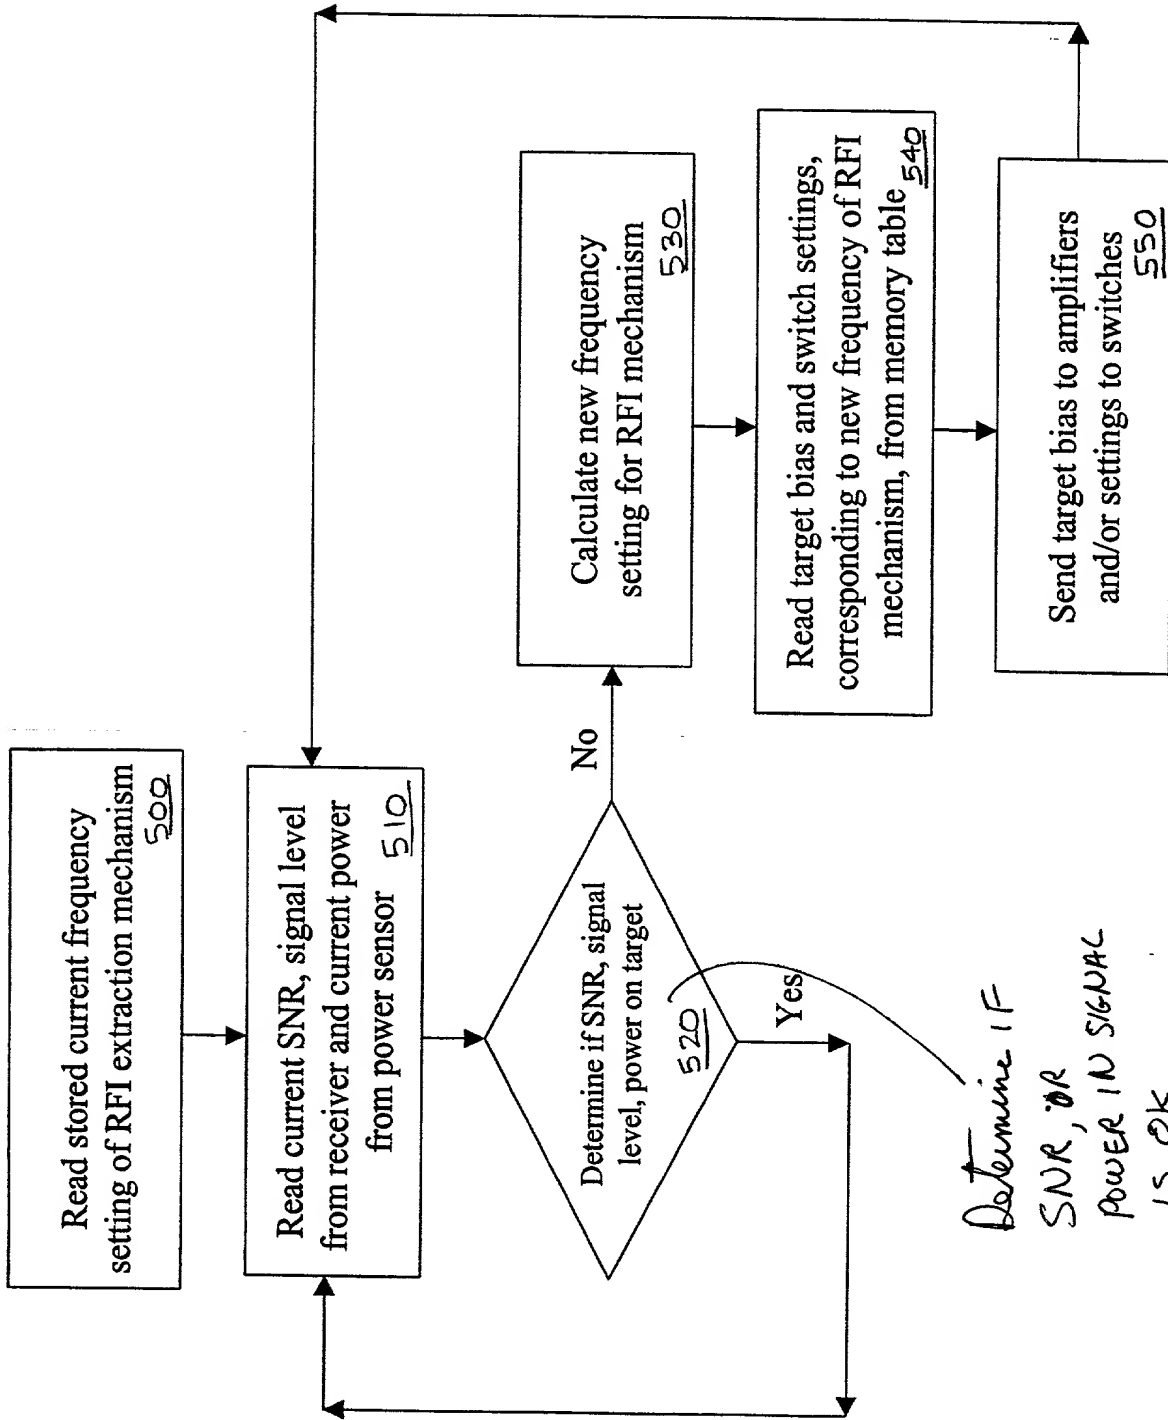 Read stored current frequency
setting of RFI extraction mechanism
500
Read current SNR, signal level
from receiver and current power
from power sensor 510
Determine if SNR, signal
level, power on target
520
No
Yes
Calculate new frequency
setting for RFI mechanism
530
Read target bias and switch settings,
corresponding to new frequency of RFI
mechanism, from memory table 540
Send target bias to amplifiers
and/or settings to switches
550
Determine IF
SNR, OR
POWER IN SIGNAL
IS OK